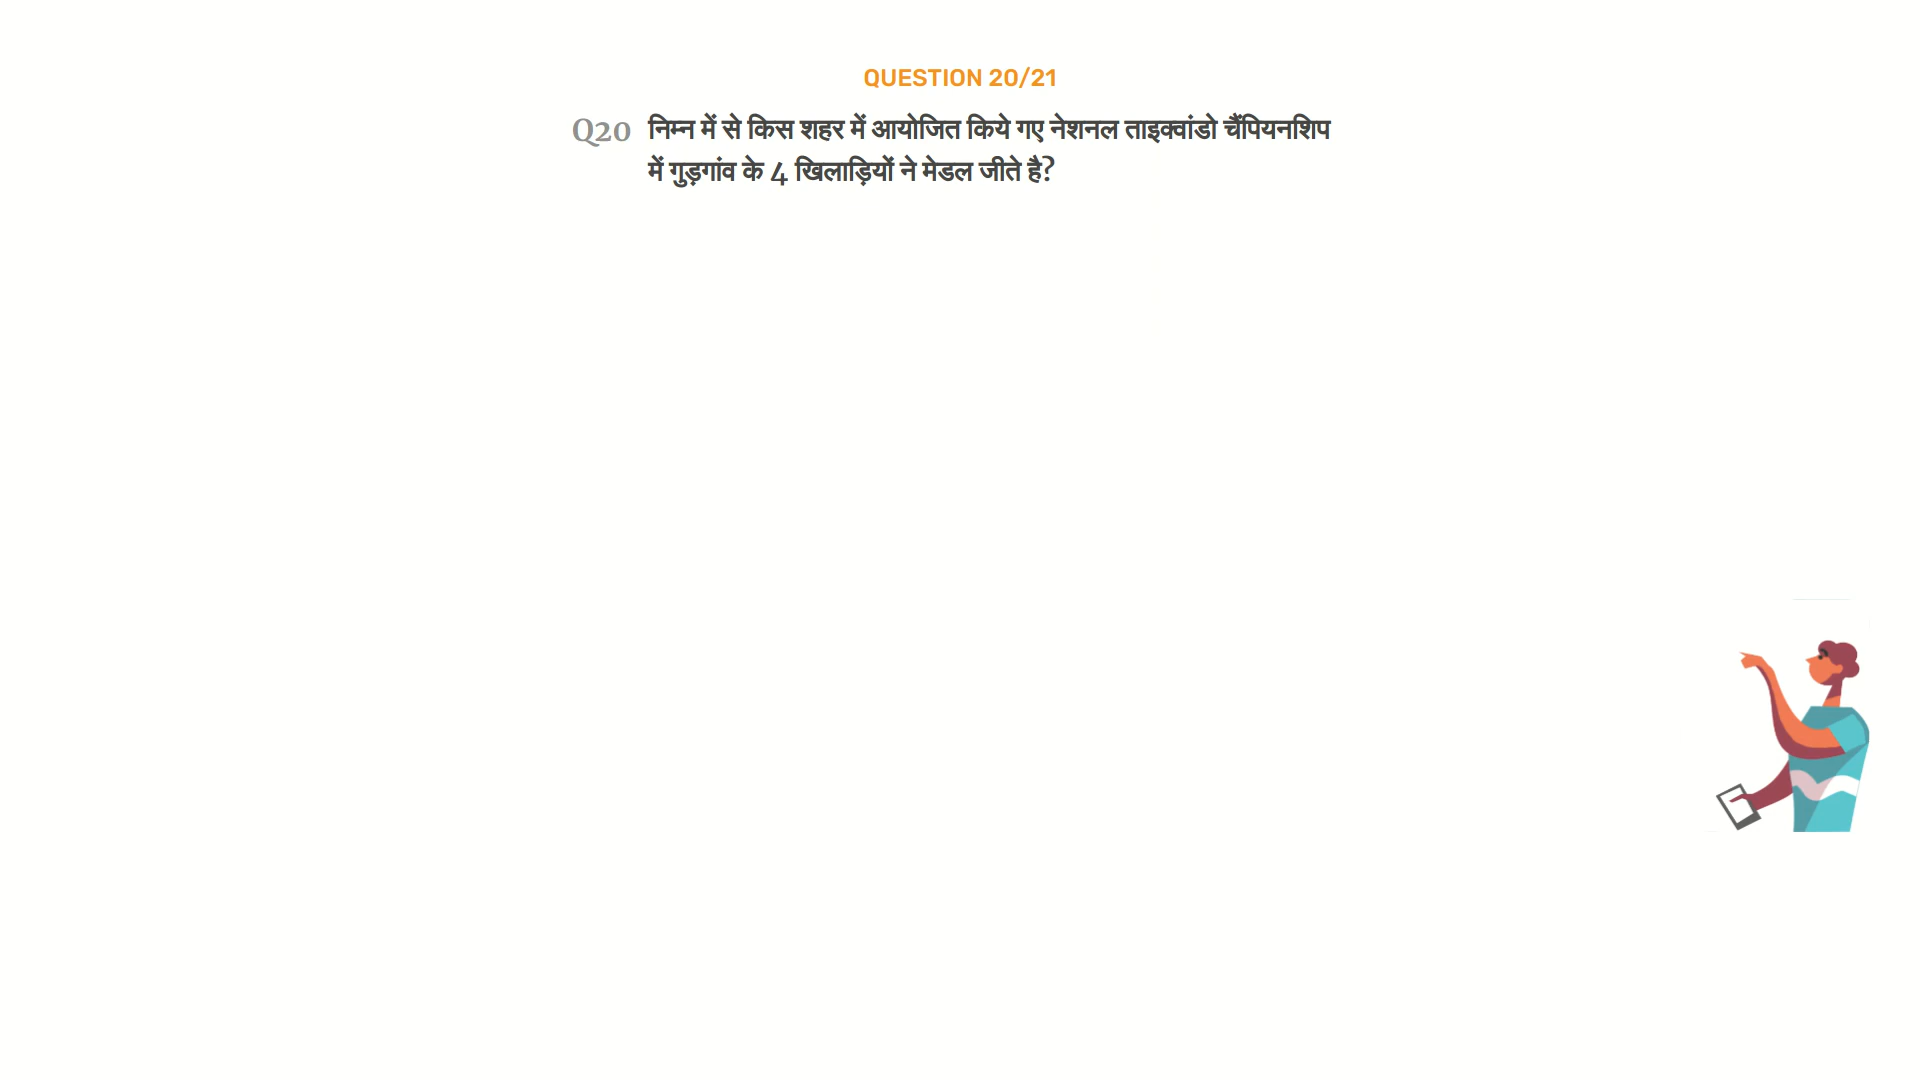 QUESTION 20/21
Q20 निम्न में से किस शहर में आयोजित किये गए नेशनल ताइक्वांडो चैंपियनशिप
में गुड़गांव के 4 खिलाड़ियों ने मेडल जीते है?